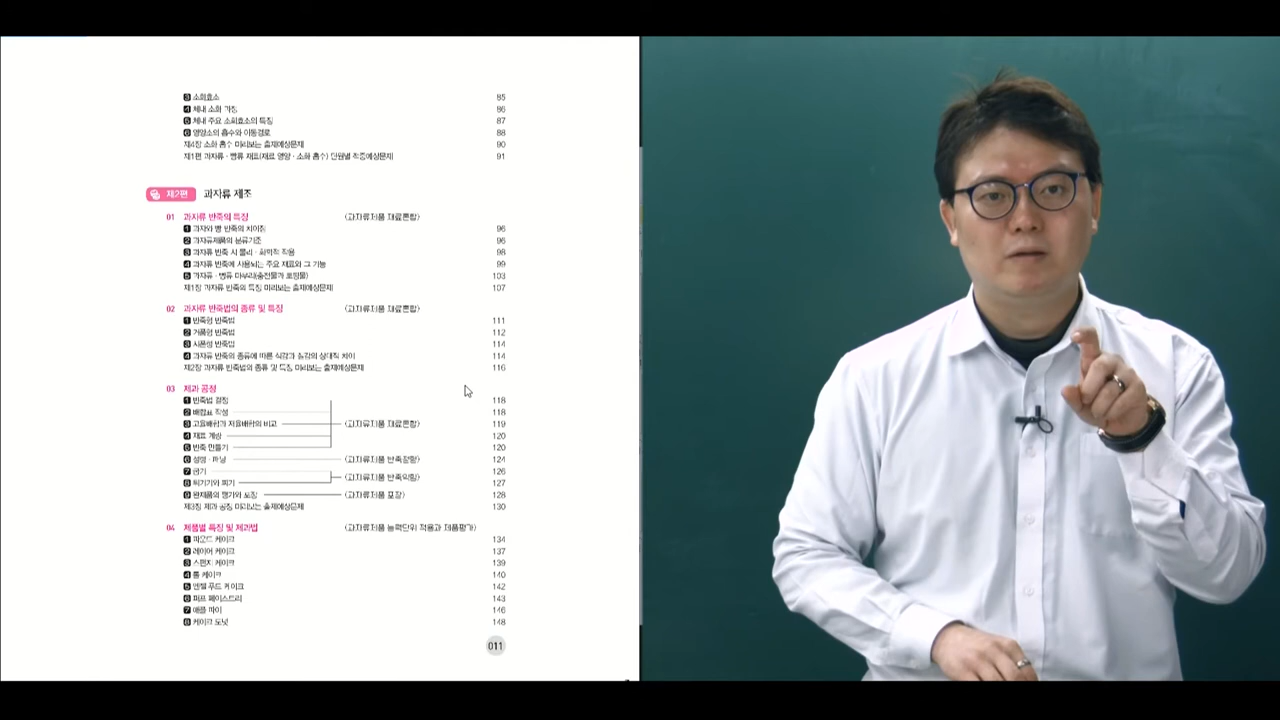 3 소화효소 85
4 체내 소화 과정 86
5 체내 주요 소화효소의 특징 87
6 영양소의 흡수와 이동경로 88
제4장 소화 흡수 미리보는 출제예상문제 90
제1편 과자류 · 빵류 재료(재료 영양 · 소화 흡수) 단원별 적중예상문제 91
제2편 과자류 제조
01 과자류 반죽의 특징 〈과자류제품 재료혼합〉
1 과자와 빵 반죽의 차이점 96
2 과자류제품의 분류기준 96
3 과자류 반죽 시 물리 · 화학적 작용 98
4 과자류 반죽에 사용되는 주요 재료와 그 기능 99
5 과자류 · 빵류 마무리(충전물과 토핑물) 103
제1장 과자류 반죽의 특징 미리보는 출제예상문제 107
02 과자류 반죽법의 종류 및 특징 〈과자류제품 재료혼합〉
1 반죽형 반죽법 111
2 거품형 반죽법 112
3 시폰형 반죽법 114
4 과자류 반죽의 종류에 따른 식감과 질감의 상대적 차이 114
제2장 과자류 반죽법의 종류 및 특징 미리보는 출제예상문제 116
03 제과 공정
1 반죽법 결정 118
2 배합표 작성 118
3 고율배합과 저율배합의 비교 〈과자류제품 재료혼합〉 119
4 재료 계량 120
5 반죽 만들기 120
6 성형 · 패닝 〈과자류제품 반죽정형〉 124
7 굽기 126
〈과자류제품 반죽익힘〉
8 튀기기와 찌기 127
9 완제품의 평가와 포장 〈과자류제품 포장〉 128
제3장 제과 공정 미리보는 출제예상문제 130
04 제품별 특징 및 제과법 〈과자류제품 능력단위 적용과 제품평가〉
1 파운드 케이크 134
2 레이어 케이크 137
3 스펀지 케이크 139
4 롤 케이크 140
5 엔젤 푸드 케이크 142
6 퍼프 페이스트리 143
7 애플 파이 146
8 케이크 도넛 148
011